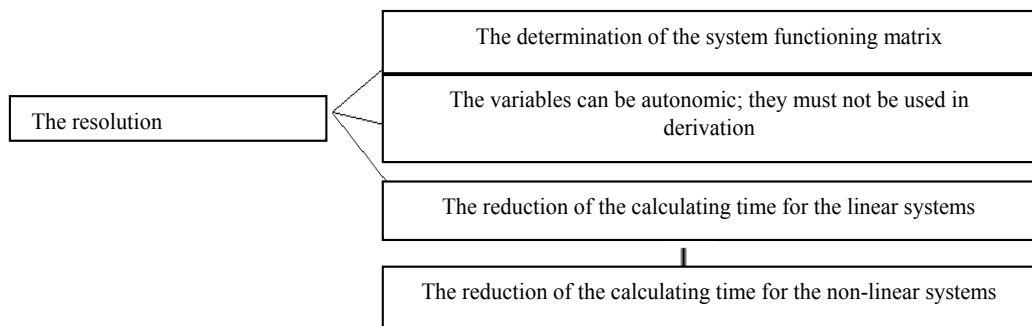 The determination of the system functioning matrix
The variables can be autonomic; they must not be used in
derivation
The resolution
The reduction of the calculating time for the linear systems
The reduction of the calculating time for the non-linear systems